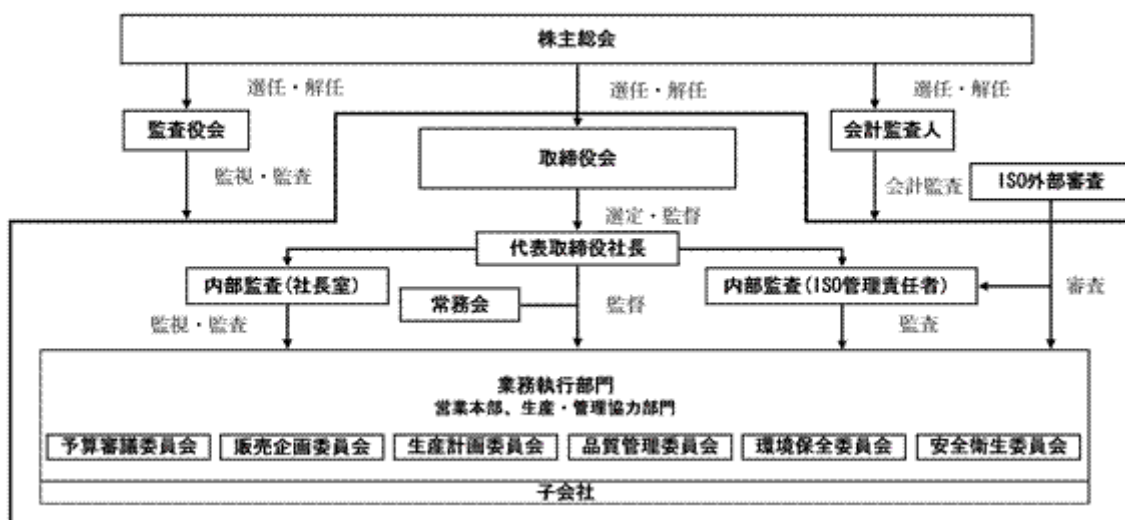 株主総会
選任・解任
選任・解任
選任・解任
監査役会
会計監査人
取締役会
監視・監査
会計監査
ISO外部審査
選定・監督
代表取締役社長
内部監査(社長室)
内部監査(ISO管理責任者)
審査
常務会
監督
監視・監査
監査
業務執行部門
営業本部、生産・管理協力部門
予算審議委員会
販売企画委員会
生産計画委員会
品質管理委員会
環境保全委員会
安全衛生委員会
子会社